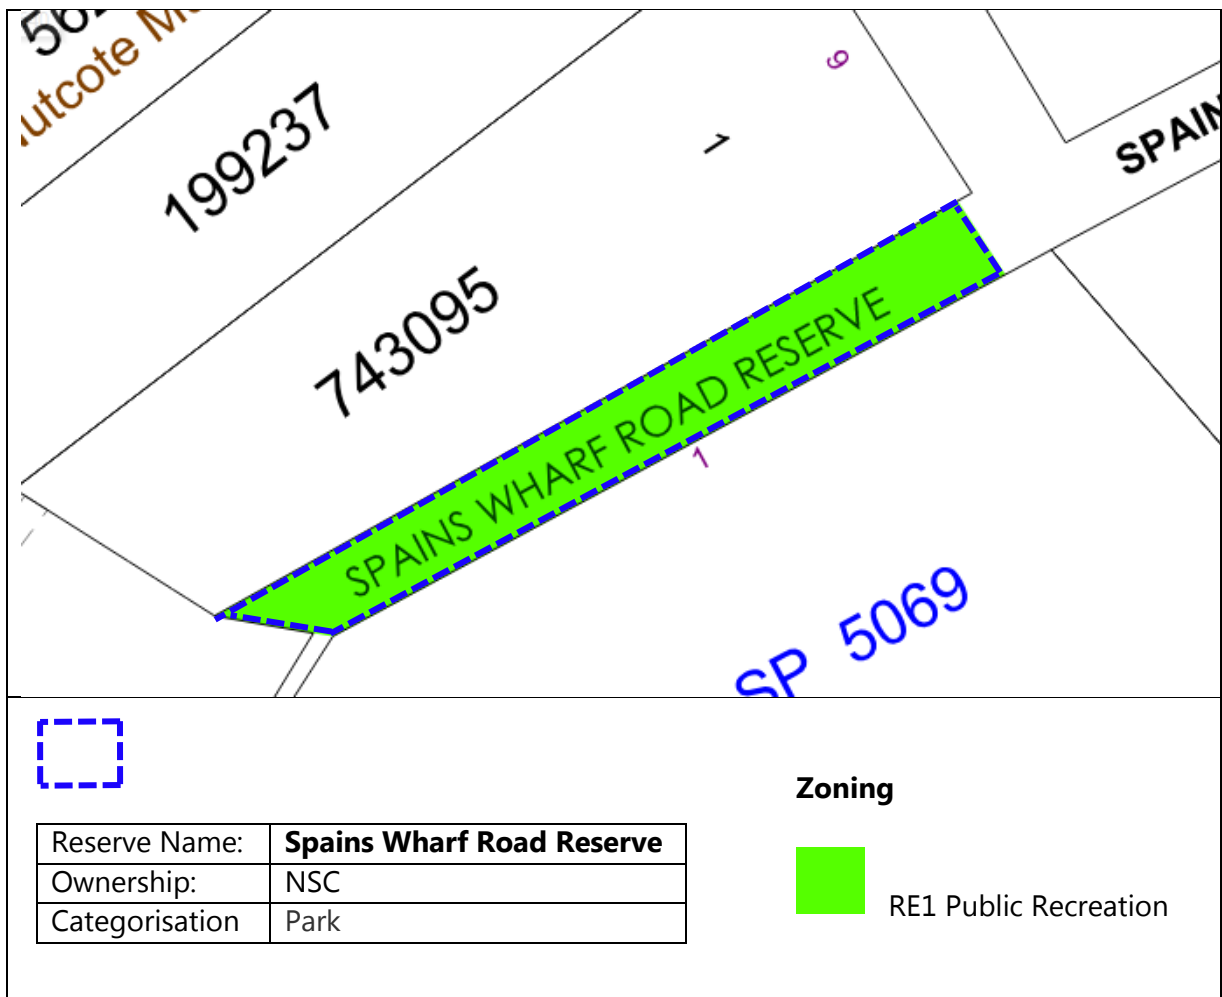 199237
9
1
SPAIN
743095
SPAINS WHARF ROAD RESERVE
1
SP 5069
Zoning
Reserve Name: Spains Wharf Road Reserve
Ownership: NSC
Categorisation Park
RE1 Public Recreation